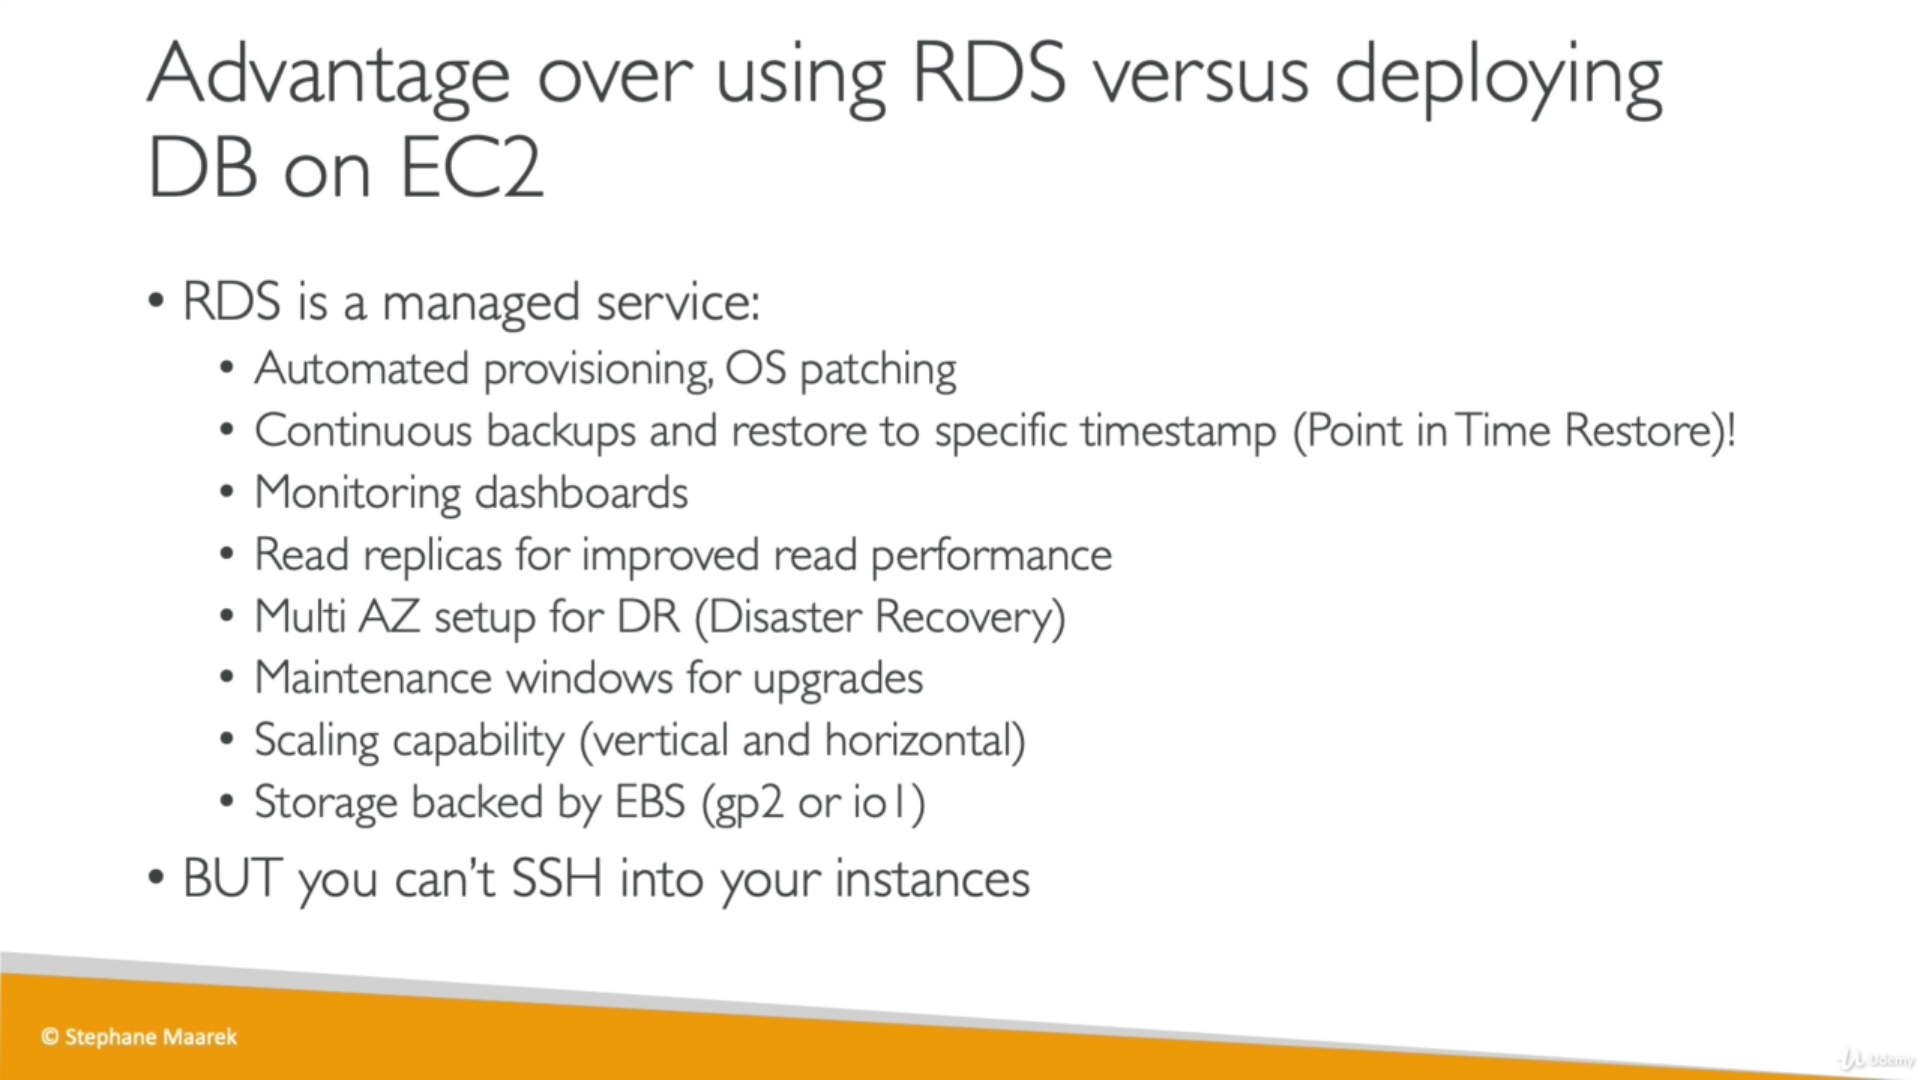 Advantage over using RDS versus deploying
DB on EC2
• RDS is a managed service:
• Automated provisioning, OS patching
• Continuous backups and restore to specific timestamp (Point in Time Restore)!
• Monitoring dashboards
• Read replicas for improved read performance
• Multi AZ setup for DR (Disaster Recovery)
• Maintenance windows for upgrades
• Scaling capability (vertical and horizontal)
• Storage backed by EBS (gp2 or io1)
• BUT you can’t SSH into your instances
© Stephane Maarek
Udemy